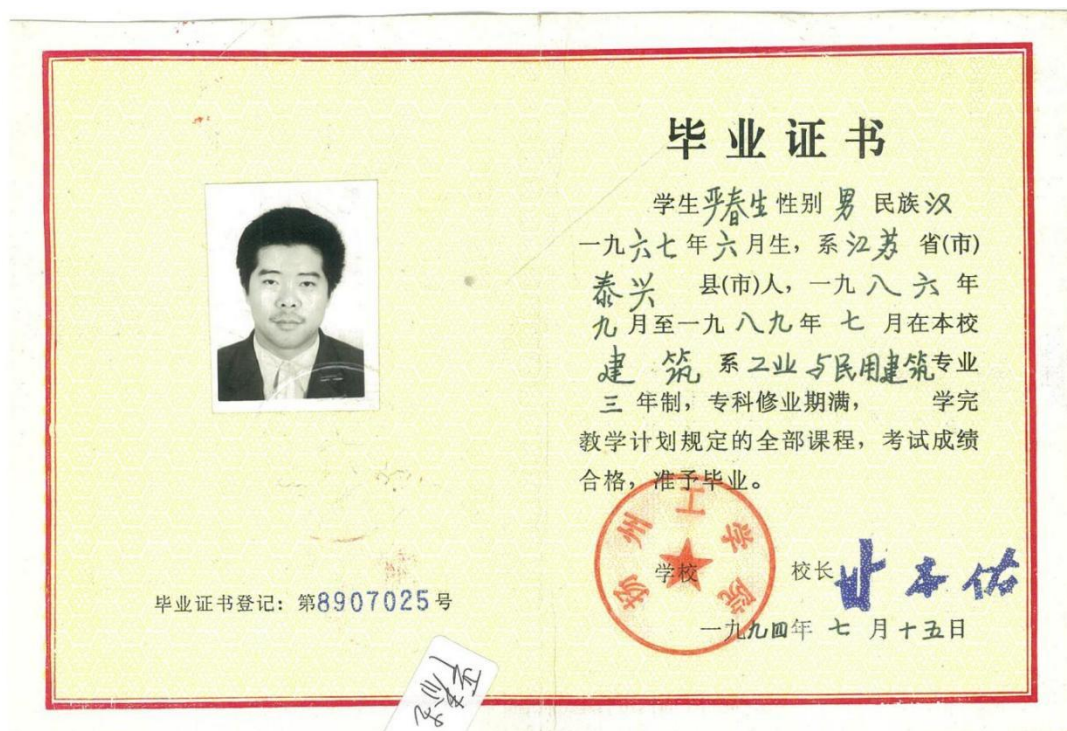 毕业证书
学生严春生性别男民族汉
一九六七年六月生，系江苏省(市)
泰兴县(市)人，一九八六年
九月至一九八九年七月在本校
建筑系工业与民用建筑专业
三年制，专科修业期满，学完
教学计划规定的全部课程，考试成绩
合格，准予毕业。
扬州工学院
学校 校长 甘本佑
一九九四年七月十五日
毕业证书登记：第8907025号